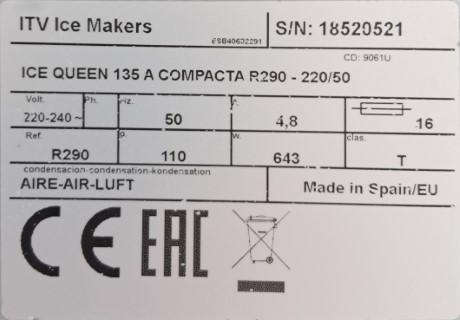 ITV Ice Makers
ESB40602291
S/N: 18520521
CD: 9061U
ICE QUEEN 135 A COMPACTA R290 - 220/50
Volt. Ph. Hz. A.
220-240 ~ 50 4,8 16
Ref. g. W. clas.
R290 110 643 T
condensacion-condensation-kondensation
AIRE-AIR-LUFT Made in Spain/EU
CE EAC